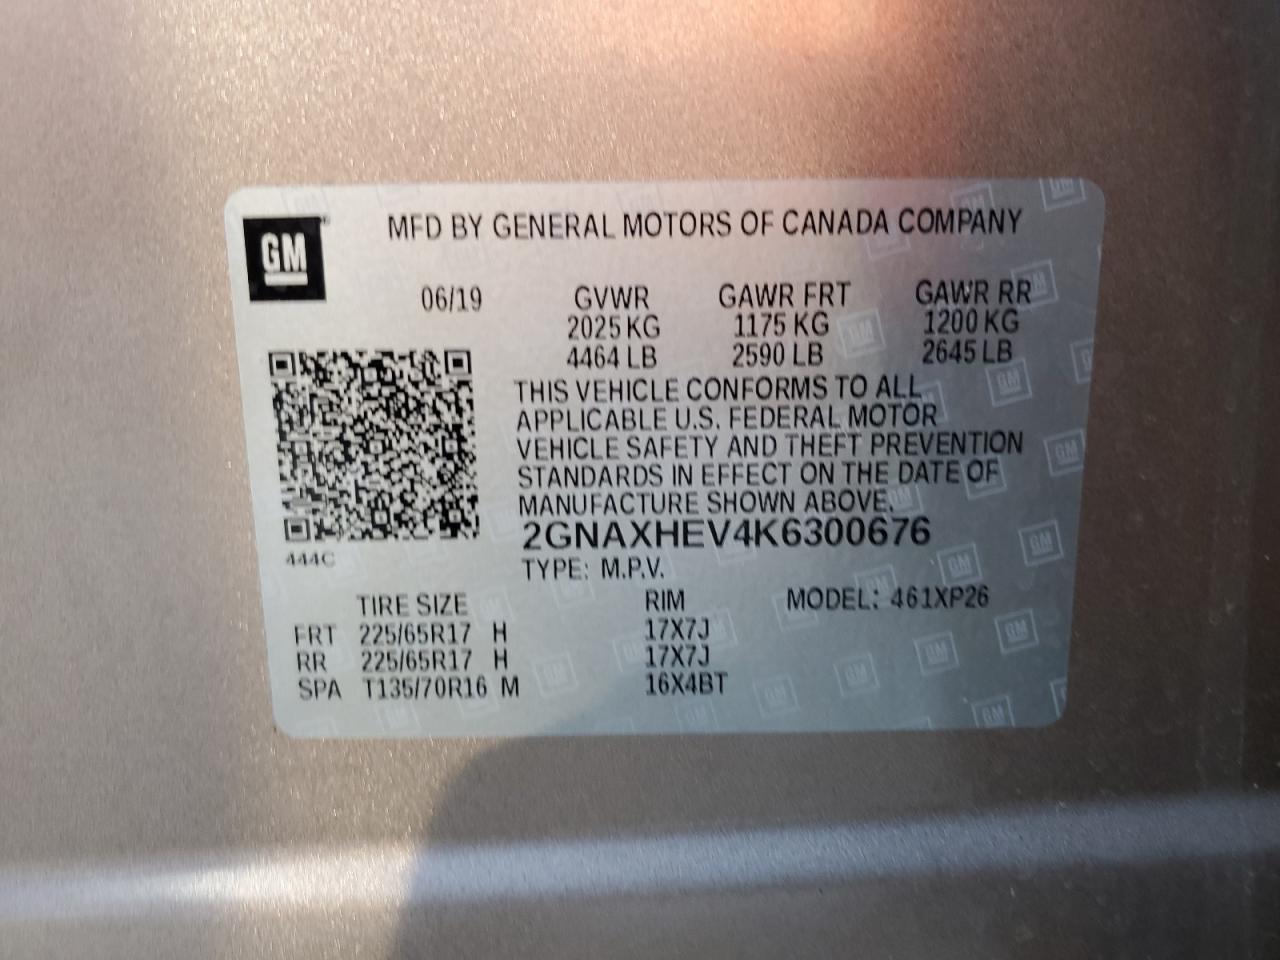 GM
MFD BY GENERAL MOTORS OF CANADA COMPANY
06/19 GVWR GAWR FRT GAWR RR
2025 KG 1175 KG 1200 KG
4464 LB 2590 LB 2645 LB
THIS VEHICLE CONFORMS TO ALL
APPLICABLE U.S. FEDERAL MOTOR
VEHICLE SAFETY AND THEFT PREVENTION
STANDARDS IN EFFECT ON THE DATE OF
MANUFACTURE SHOWN ABOVE.
2GNAXHEV4K6300676
444C
TYPE: M.P.V.
TIRE SIZE RIM MODEL: 461XP26
FRT 225/65R17 H 17X7J
RR 225/65R17 H 17X7J
SPA T135/70R16 M 16X4BT